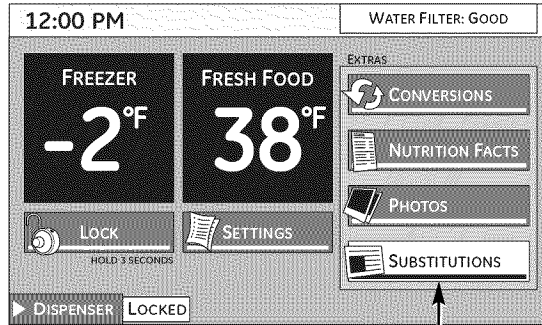 12:00 PM
WATER FILTER: GOOD
EXTRAS
FREEZER
-2°F
FRESH FOOD
38°F
CONVERSIONS
NUTRITION FACTS
PHOTOS
SUBSTITUTIONS
LOCK
HOLD 3 SECONDS
SETTINGS
DISPENSER LOCKED